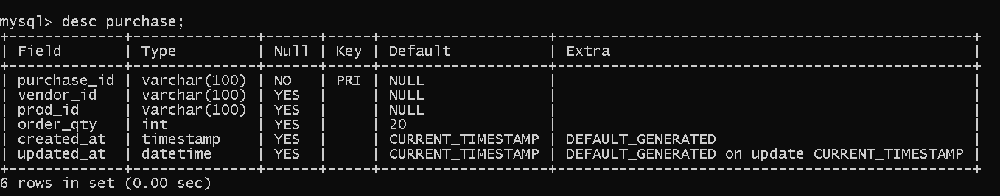 mysql> desc purchase;
+-------------+--------------+------+-----+-------------------+-----------------------------------------------+
| Field       | Type         | Null | Key | Default           | Extra                                         |
+-------------+--------------+------+-----+-------------------+-----------------------------------------------+
| purchase_id | varchar(100) | NO   | PRI | NULL              |                                               |
| vendor_id   | varchar(100) | YES  |     | NULL              |                                               |
| prod_id     | varchar(100) | YES  |     | NULL              |                                               |
| order_qty   | int          | YES  |     | 20                |                                               |
| created_at  | timestamp    | YES  |     | CURRENT_TIMESTAMP | DEFAULT_GENERATED                             |
| updated_at  | datetime     | YES  |     | CURRENT_TIMESTAMP | DEFAULT_GENERATED on update CURRENT_TIMESTAMP |
+-------------+--------------+------+-----+-------------------+-----------------------------------------------+
6 rows in set (0.00 sec)